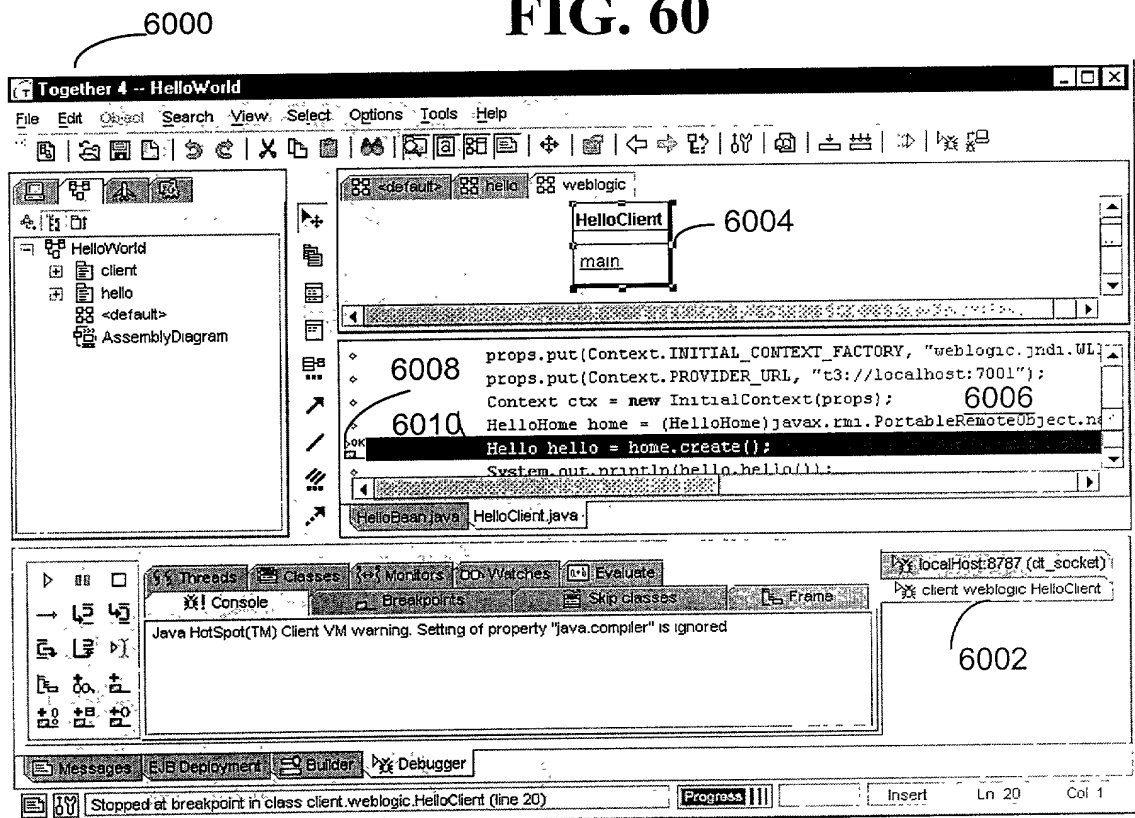 FIG. 60
6000
Together 4 -- HelloWorld
File Edit Object Search View Select Options Tools Help
<default> hello weblogic
HelloClient
main
6004
HelloWorld
client
hello
<default>
AssemblyDiagram
props.put(Context.INITIAL_CONTEXT_FACTORY, "weblogic.jndi.WL
6008
props.put(Context.PROVIDER_URL, "t3://localhost:7001");
Context ctx = new InitialContext(props);
6006
6010
HelloHome home = (HelloHome)javax.rmi.PortableRemoteObject.na
OK
Hello hello = home.create();
System.out.println(hello.hello());
HelloBean.java HelloClient.java
Threads Classes Monitors Watches Evaluate
Console Breakpoints Skip classes Frame
Java HotSpot(TM) Client VM warning. Setting of property "java.compiler" is ignored
localHost:8787 (dt_socket)
client weblogic HelloClient
6002
Messages EJB Deployment Builder Debugger
Stopped at breakpoint in class client.weblogic.HelloClient (line 20)
Progress
Insert Ln 20 Col 1